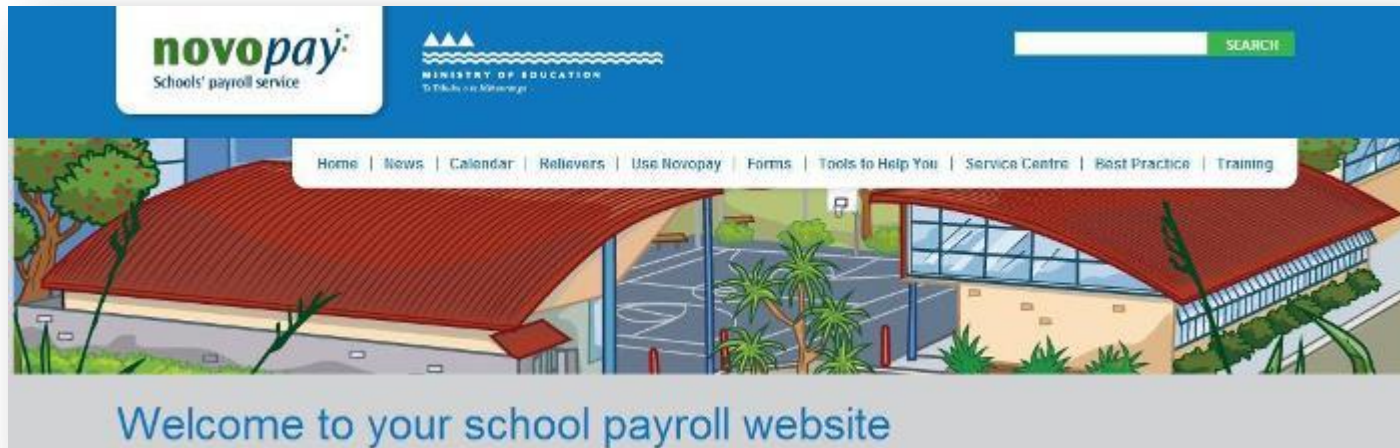 novopay
Schools' payroll service
MINISTRY OF EDUCATION
SEARCH
Home | News | Calendar | Relievers | Use Novopay | Forms | Tools to Help You | Service Centre | Best Practice | Training
Welcome to your school payroll website